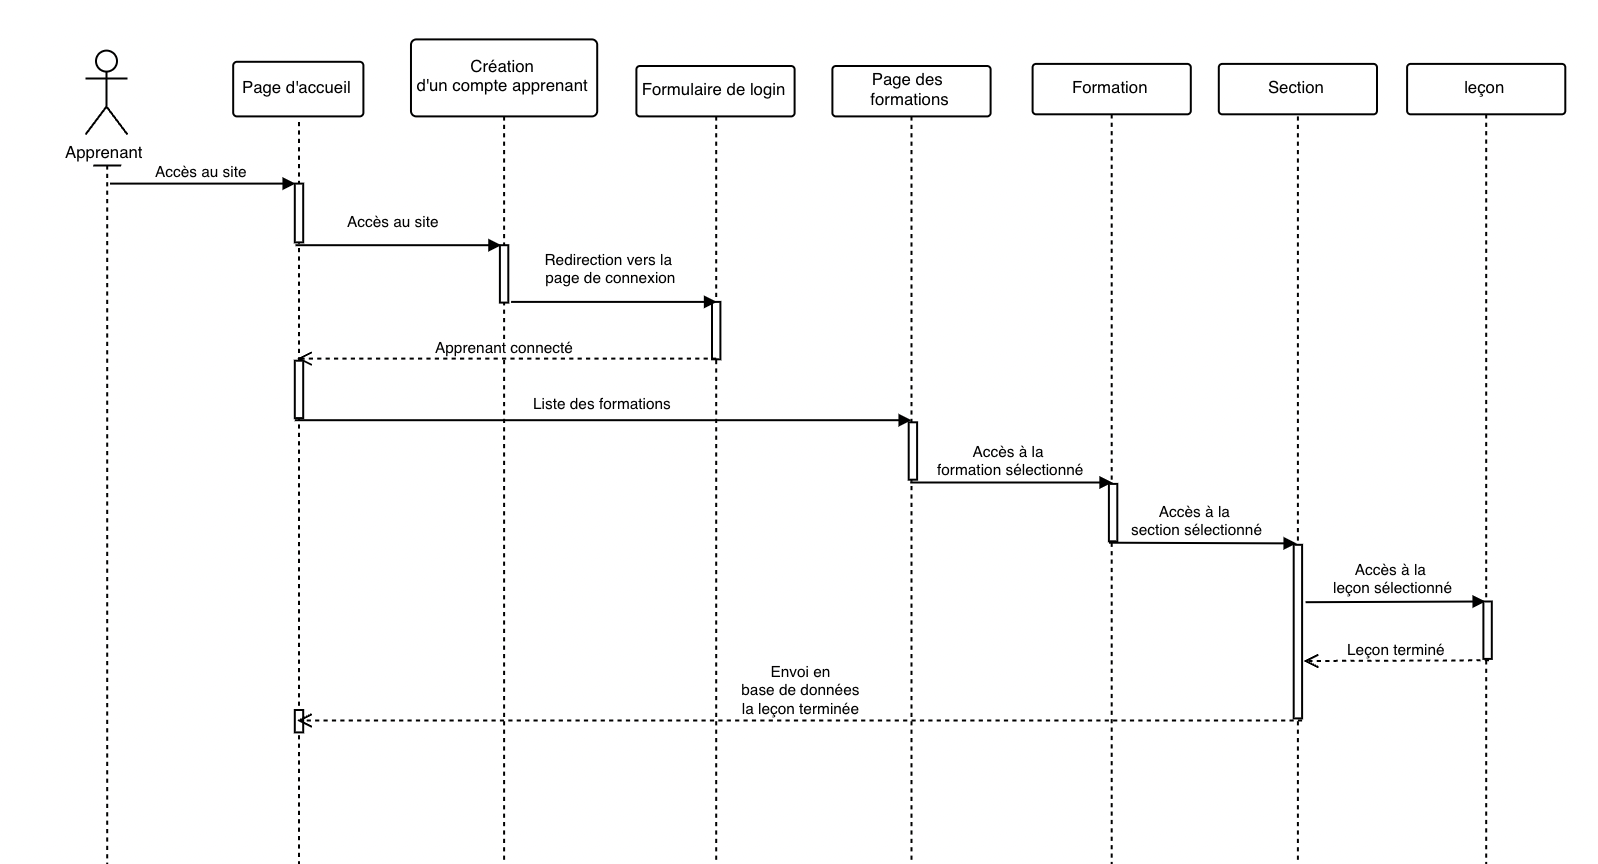 Création
d'un compte apprenant
Page d'accueil
Formulaire de login
Page des
formations
Formation
Section
leçon
Apprenant
Accès au site
Accès au site
Redirection vers la
page de connexion
Apprenant connecté
Liste des formations
Accès à la
formation sélectionné
Accès à la
section sélectionné
Accès à la
leçon sélectionné
Leçon terminé
Envoi en
base de données
la leçon terminée